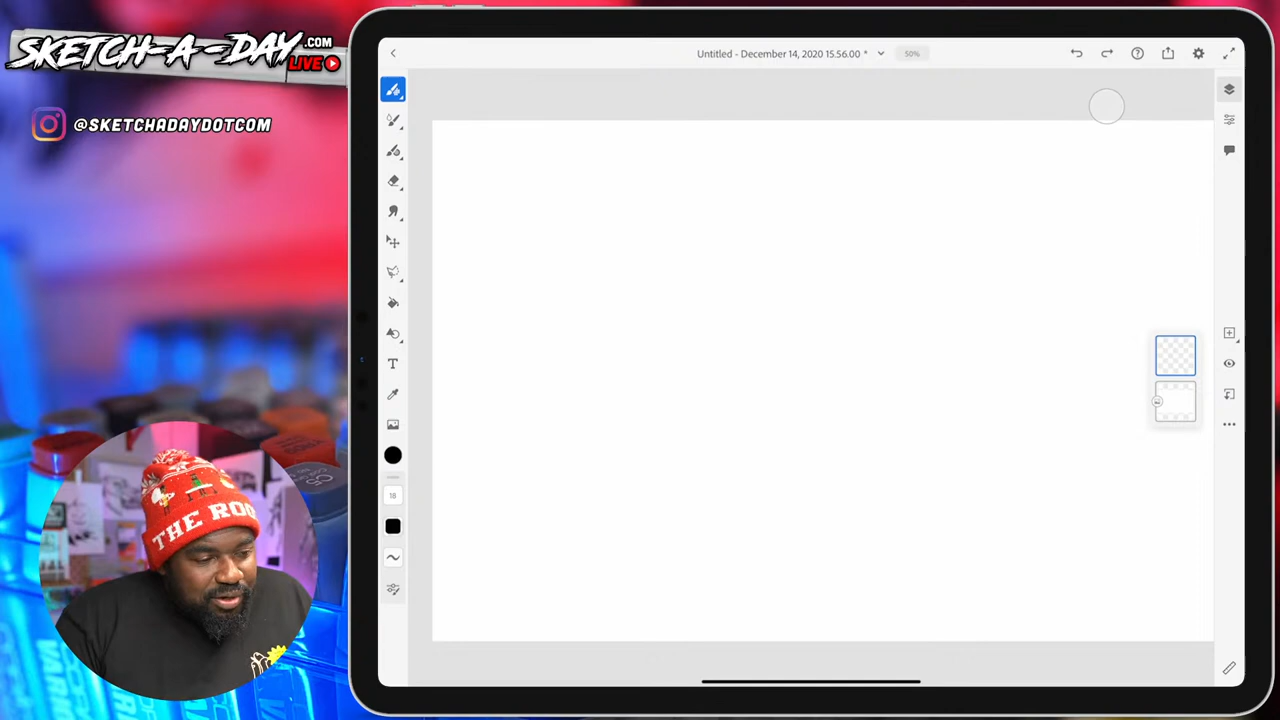 SKETCH-A-DAY.COM
LIVE
@SKETCHADAYDOTCOM
Untitled - December 14, 2020 15.56.00 *
50%
T
18
THE ROO